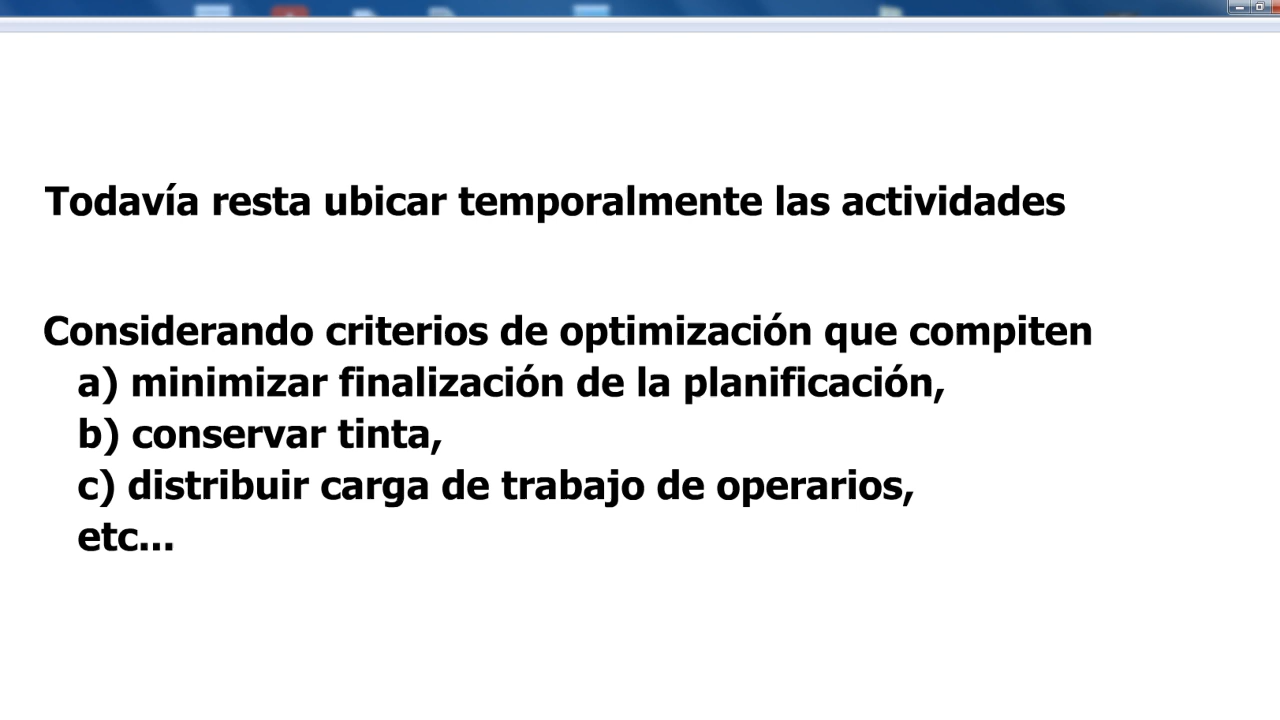 Todavía resta ubicar temporalmente las actividades
Considerando criterios de optimización que compiten
a) minimizar finalización de la planificación,
b) conservar tinta,
c) distribuir carga de trabajo de operarios,
etc...